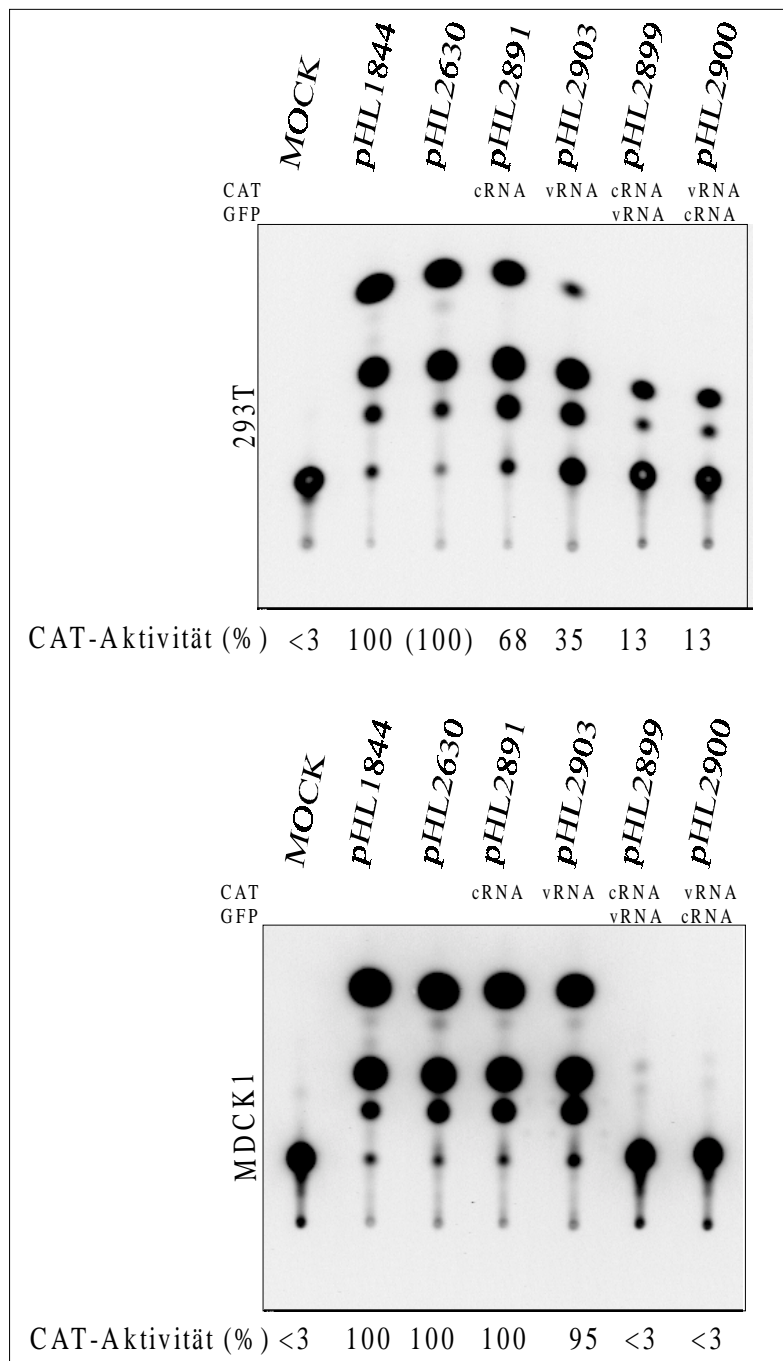 MOCK pHL1844 pHL2630 pHL2891 pHL2903 pHL2899 pHL2900
CAT cRNA vRNA cRNA vRNA
GFP vRNA cRNA
293T
CAT-Aktivität (%) <3 100 (100) 68 35 13 13
MOCK pHL1844 pHL2630 pHL2891 pHL2903 pHL2899 pHL2900
CAT cRNA vRNA cRNA vRNA
GFP vRNA cRNA
MDCK1
CAT-Aktivität (%) <3 100 100 100 95 <3 <3